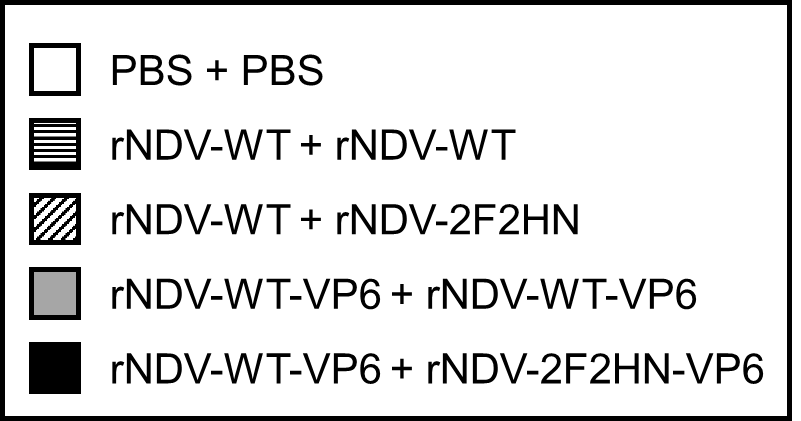 PBS + PBS
rNDV-WT + rNDV-WT
rNDV-WT + rNDV-2F2HN
rNDV-WT-VP6 + rNDV-WT-VP6
rNDV-WT-VP6 + rNDV-2F2HN-VP6